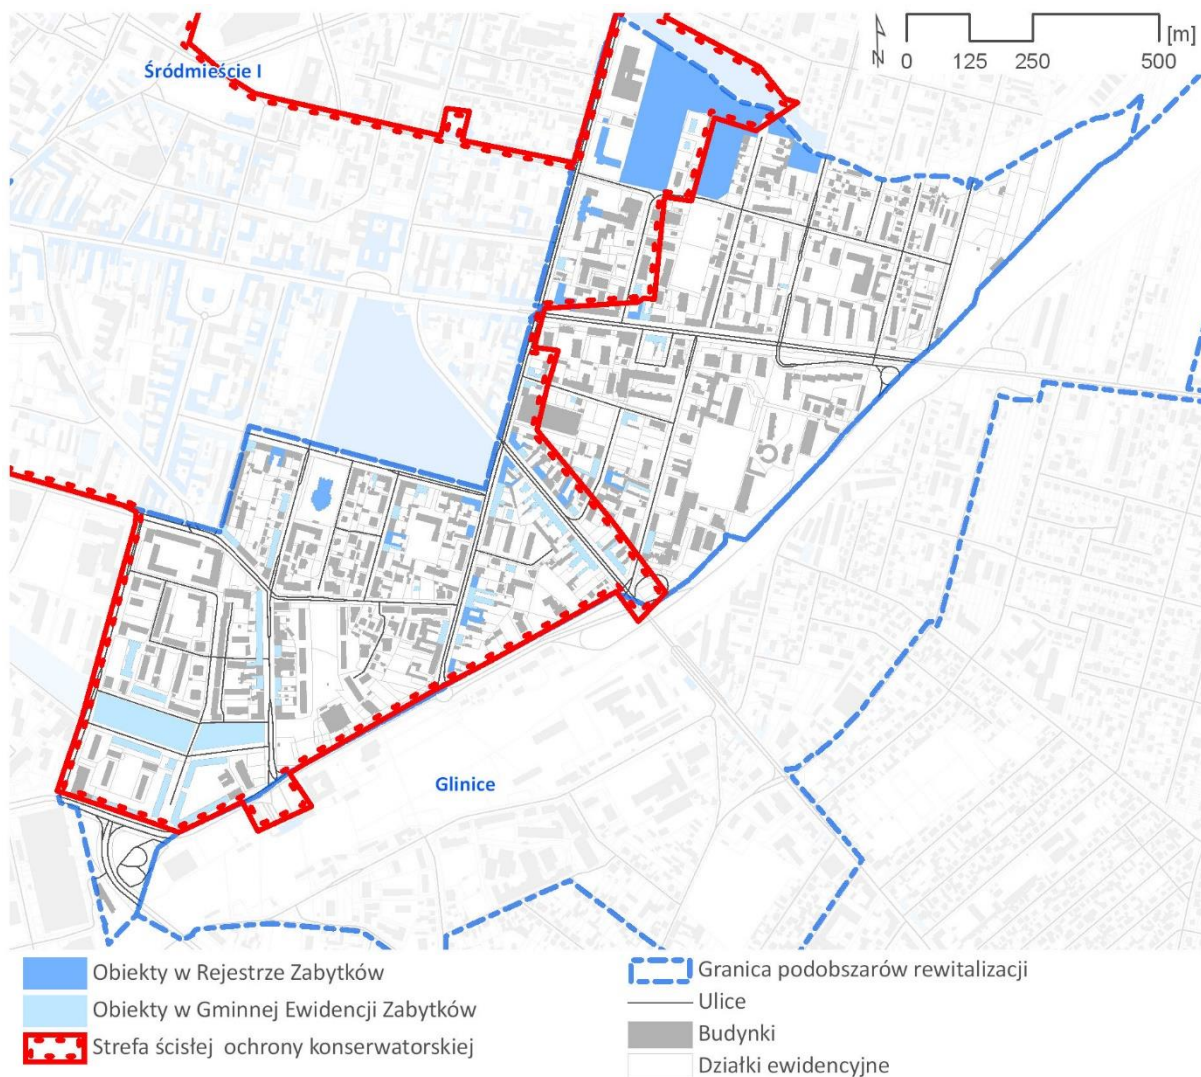 [m]
N
0 125 250 500
Śródmieście I
Glinice
Obiekty w Rejestrze Zabytków
Obiekty w Gminnej Ewidencji Zabytków
Strefa ścisłej ochrony konserwatorskiej
Granica podobszarów rewitalizacji
Ulice
Budynki
Działki ewidencyjne